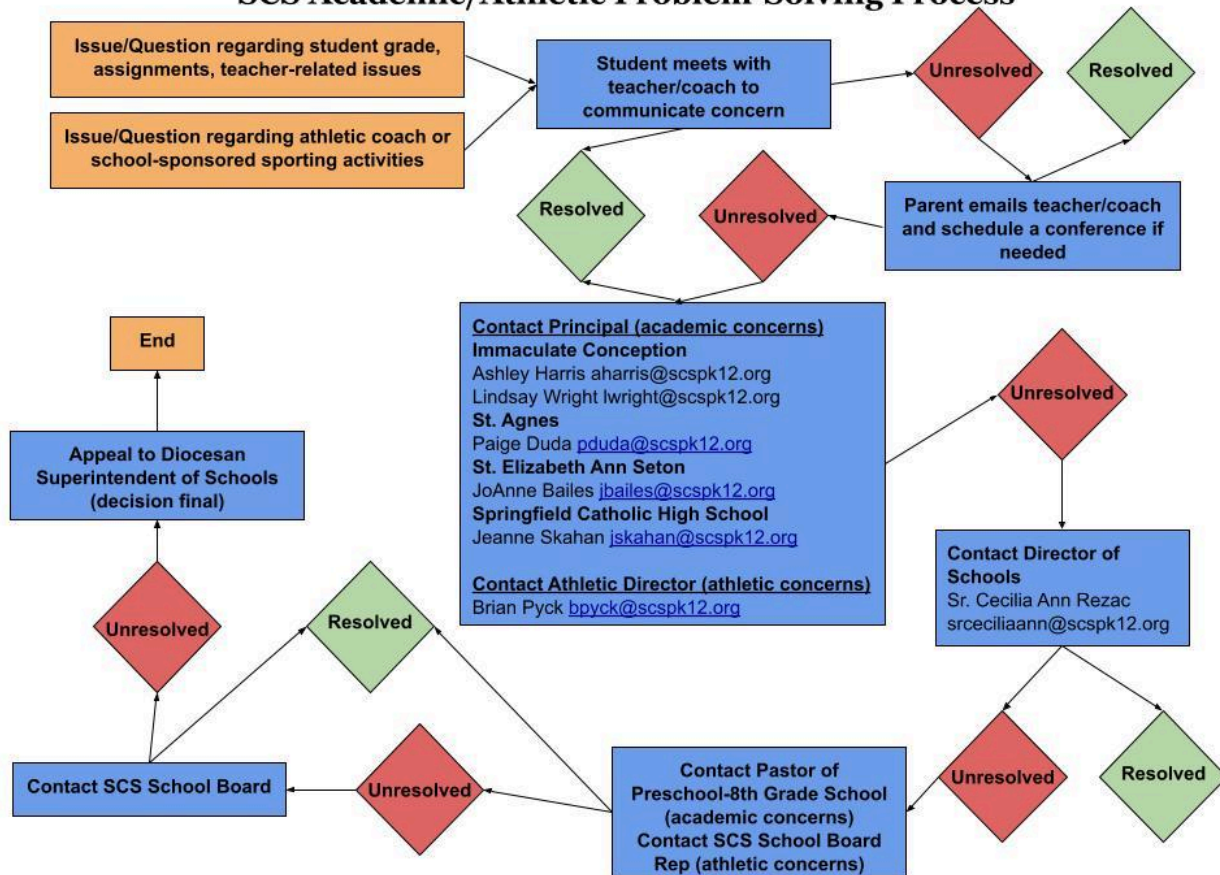 SCS Academic/Athletic Problem-Solving Process
Issue/Question regarding student grade,
assignments, teacher-related issues
Issue/Question regarding athletic coach or
school-sponsored sporting activities
Student meets with
teacher/coach to
communicate concern
Unresolved
Resolved
Parent emails teacher/coach
and schedule a conference if
needed
Resolved
Unresolved
Contact Principal (academic concerns)
Immaculate Conception
Ashley Harris aharris@scspk12.org
Lindsay Wright lwright@scspk12.org
St. Agnes
Paige Duda pduda@scspk12.org
St. Elizabeth Ann Seton
JoAnne Bailes jbailes@scspk12.org
Springfield Catholic High School
Jeanne Skahan jskahan@scspk12.org
Contact Athletic Director (athletic concerns)
Brian Pyck bpyck@scspk12.org
Unresolved
Contact Director of
Schools
Sr. Cecilia Ann Rezac
srceciliaann@scspk12.org
Unresolved
Resolved
Contact Pastor of
Preschool-8th Grade School
(academic concerns)
Contact SCS School Board
Rep (athletic concerns)
Unresolved
Resolved
Contact SCS School Board
Unresolved
Appeal to Diocesan
Superintendent of Schools
(decision final)
End